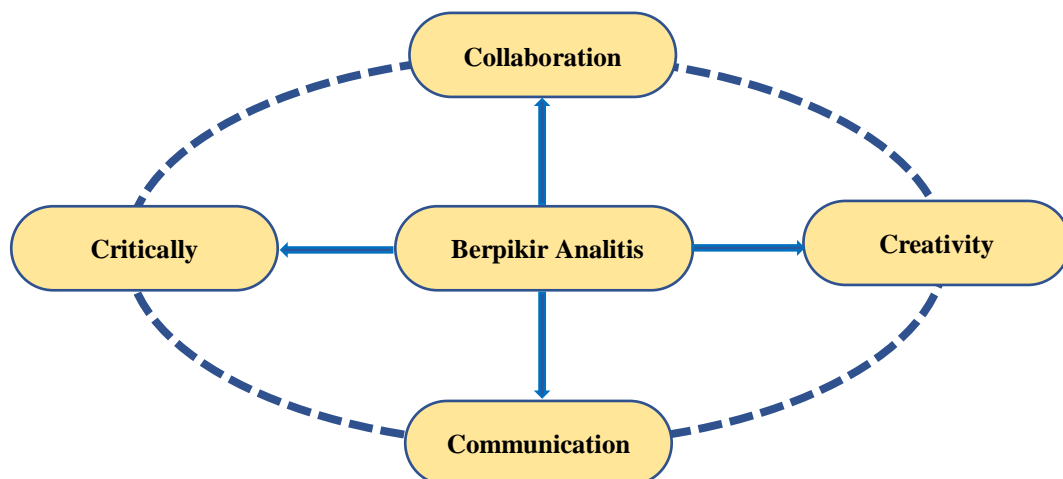 Collaboration
Critically
Berpikir Analitis
Creativity
Communication